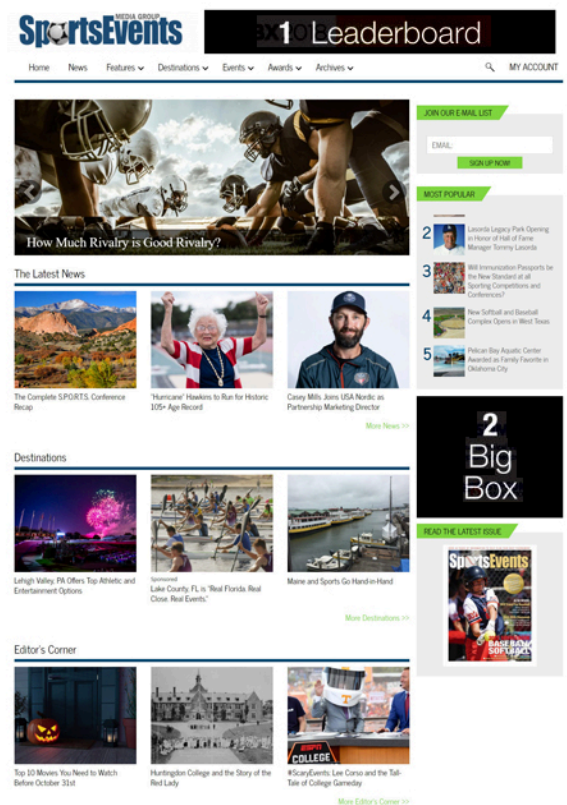 SportsEvents
MEDIA GROUP
1 Leaderboard
Home News Features Destinations Events Awards Archives MY ACCOUNT
How Much Rivalry is Good Rivalry?
JOIN OUR E-MAIL LIST
EMAIL:
SIGN UP NOW!
MOST POPULAR
2 Lasorda Legacy Park Opening
in Honor of Hall of Fame
Manager Tommy Lasorda
3 Will Immunization Passports be
the New Standard at all
Sporting Competitions and
Conferences?
4 New Softball and Baseball
Complex Opens in West Texas
5 Pelican Bay Aquatic Center
Awarded as Family Favorite in
Oklahoma City
The Latest News
The Complete S.P.O.R.T.S. Conference
Recap
'Hurricane' Hawkins to Run for Historic
105+ Age Record
Casey Mills Joins USA Nordic as
Partnership Marketing Director
More News >>
2
Big
Box
Destinations
Lehigh Valley, PA Offers Top Athletic and
Entertainment Options
Sponsored
Lake County, FL is "Real Florida. Real
Close. Real Events."
Maine and Sports Go Hand-in-Hand
More Destinations >>
READ THE LATEST ISSUE
SportsEvents
BASEBALL
SOFTBALL
Editor's Corner
ESPN
COLLEGE
Top 10 Movies You Need to Watch
Before October 31st
Huntingdon College and the Story of the
Red Lady
#ScaryEvents: Lee Corso and the Tall-
Tale of College Gameday
More Editor's Corner >>